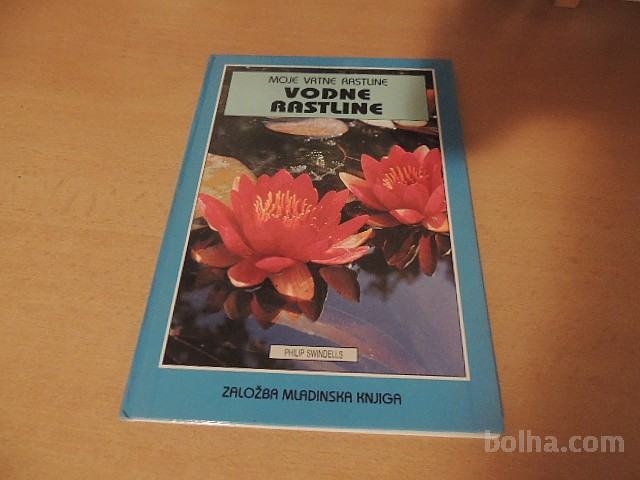 MOJE VRTNE RASTLINE
VODNE
RASTLINE
PHILIP SWINDELLS
ZALOŽBA MLADINSKA KNJIGA
bolha.com